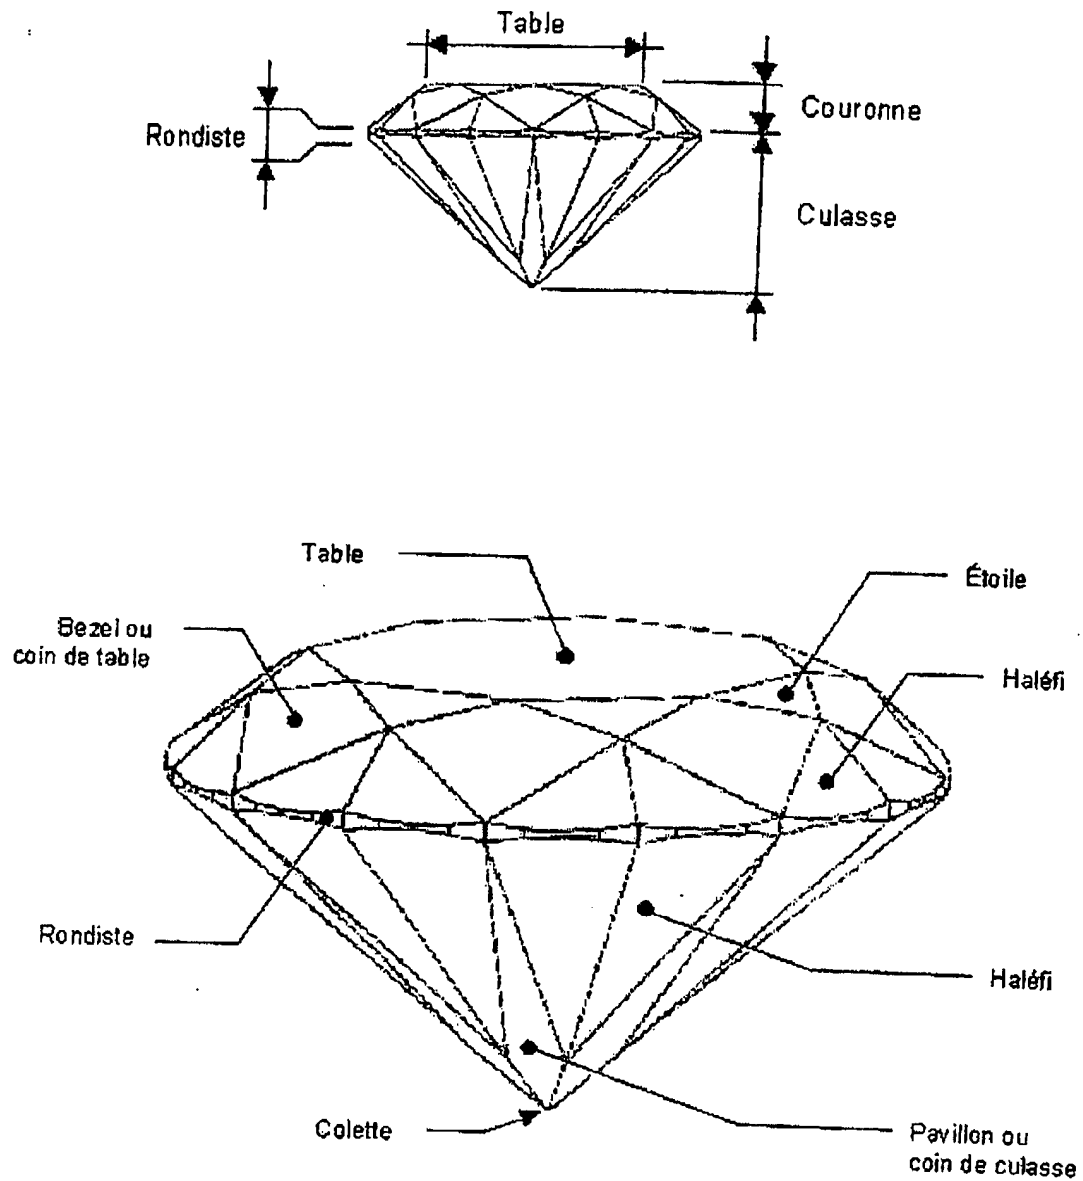 Table
Couronne
Rondiste
Culasse
Table
Étoile
Bezel ou
coin de table
Haléfi
Rondiste
Haléfi
Colette
Pavillon ou
coin de culasse